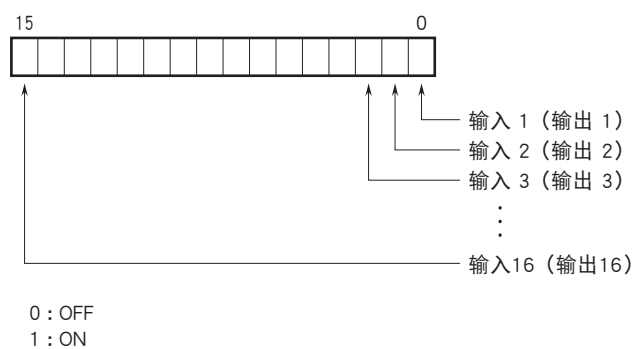 15 0
输入 1（输出 1）
输入 2（输出 2）
输入 3（输出 3）
⋮
输入16（输出16）
0：OFF
1：ON